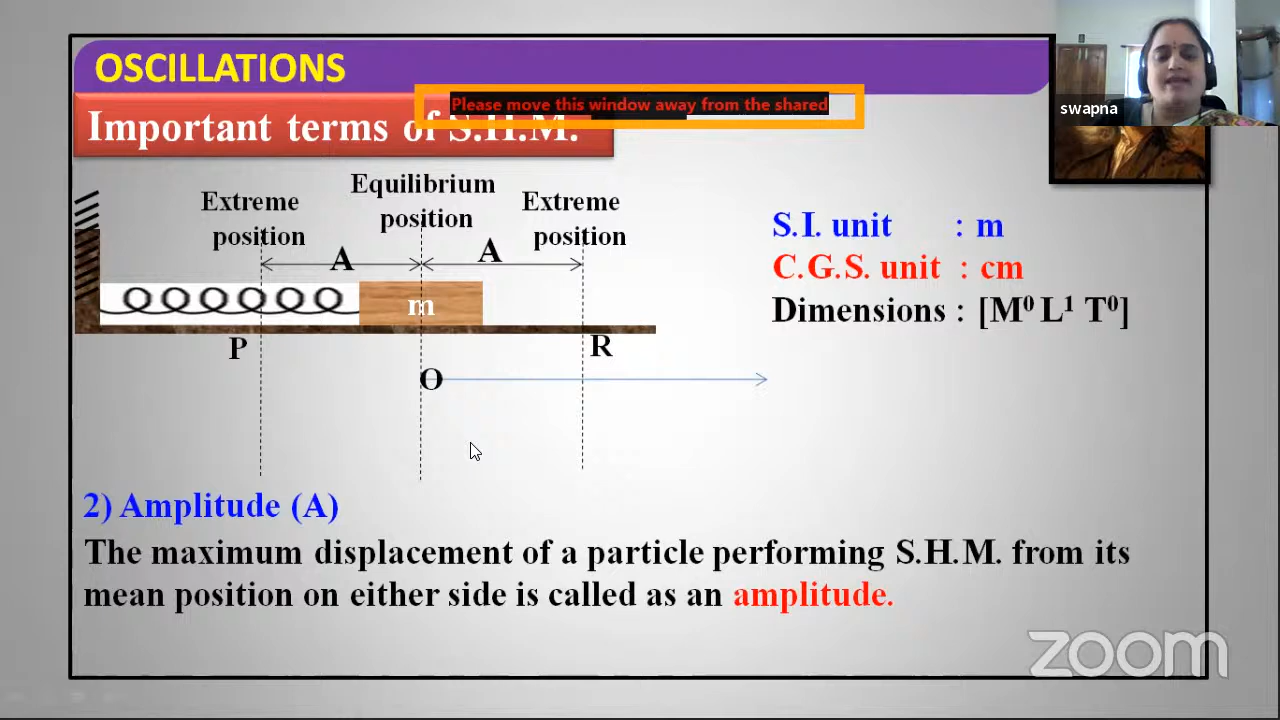 OSCILLATIONS
Please move this window away from the shared
Important terms of S.H.M.
swapna
Extreme
position
Equilibrium
position
Extreme
position
A
A
m
P
R
O
S.I. unit : m
C.G.S. unit : cm
Dimensions : [M⁰ L¹ T⁰]
2) Amplitude (A)
The maximum displacement of a particle performing S.H.M. from its
mean position on either side is called as an amplitude.
zoom